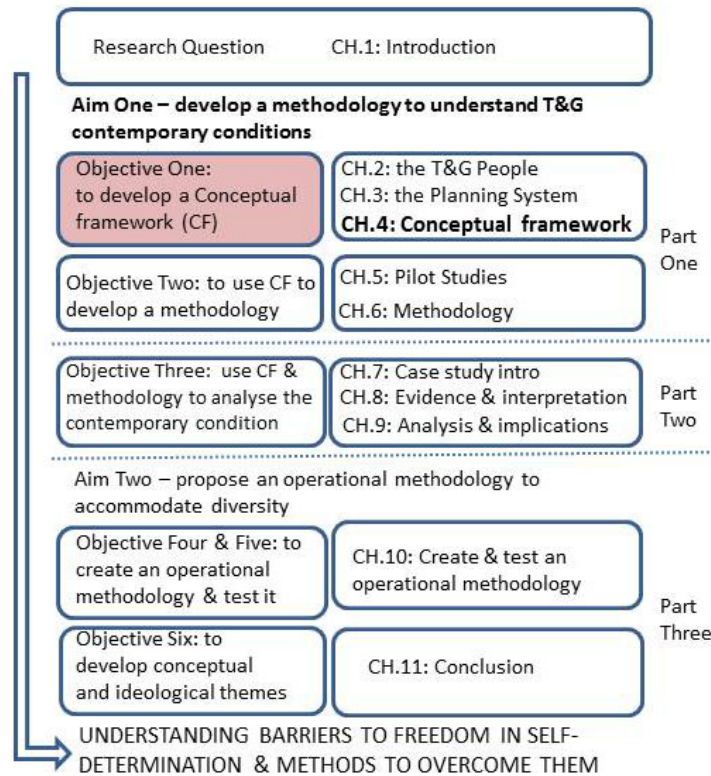 Research Question CH.1: Introduction
Aim One – develop a methodology to understand T&G
contemporary conditions
Objective One:
to develop a Conceptual
framework (CF)
CH.2: the T&G People
CH.3: the Planning System
CH.4: Conceptual framework
Part
One
Objective Two: to use CF to
develop a methodology
CH.5: Pilot Studies
CH.6: Methodology
Objective Three: use CF &
methodology to analyse the
contemporary condition
CH.7: Case study intro
CH.8: Evidence & interpretation
CH.9: Analysis & implications
Part
Two
Aim Two – propose an operational methodology to
accommodate diversity
Objective Four & Five: to
create an operational
methodology & test it
CH.10: Create & test an
operational methodology
Part
Three
Objective Six: to
develop conceptual
and ideological themes
CH.11: Conclusion
UNDERSTANDING BARRIERS TO FREEDOM IN SELF-
DETERMINATION & METHODS TO OVERCOME THEM